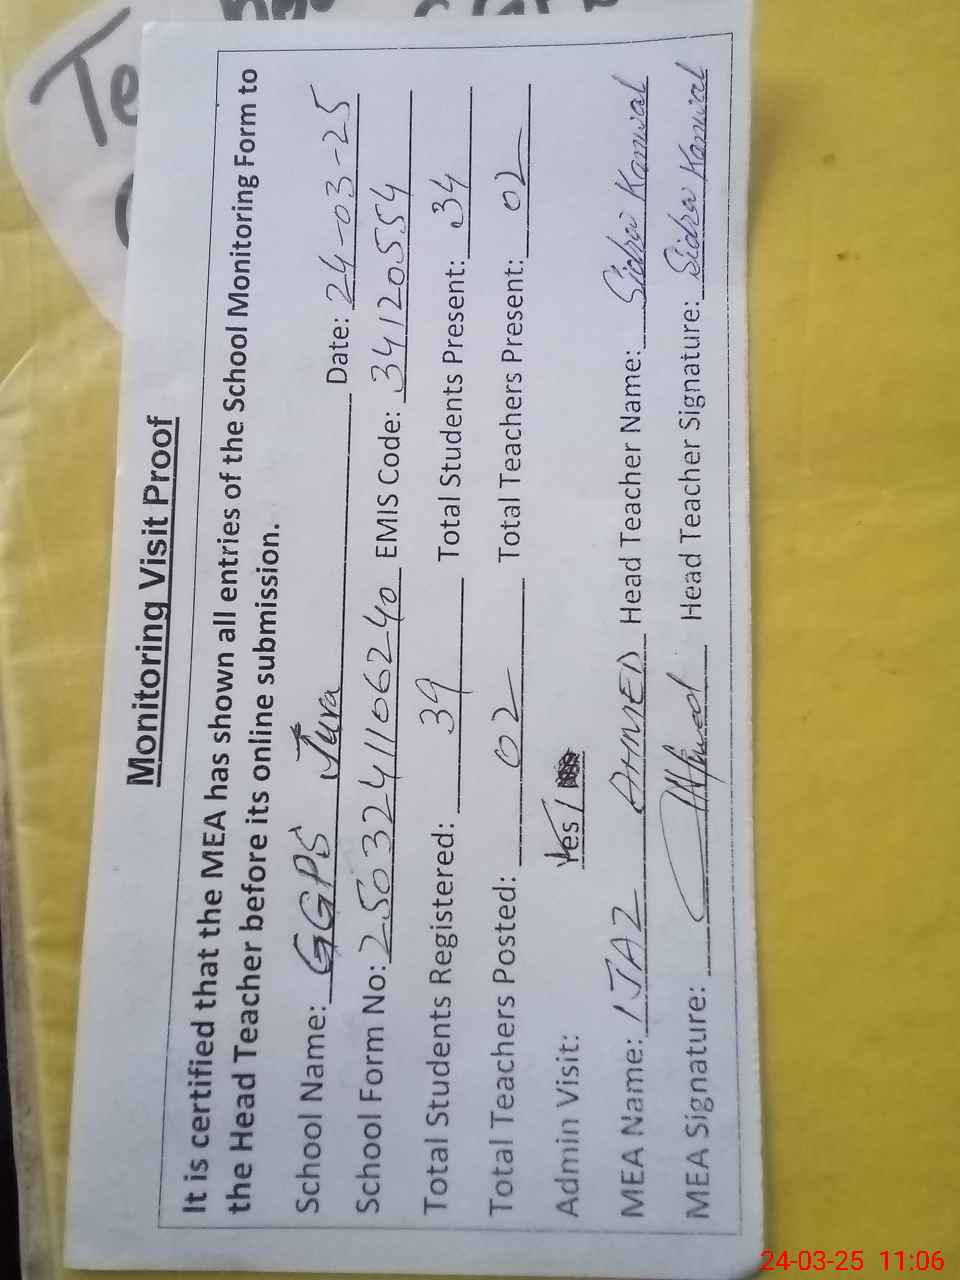 Te
Monitoring Visit Proof
It is certified that the MEA has shown all entries of the School Monitoring Form to
the Head Teacher before its online submission.
School Name: GGPS Jura Date: 24-03-25
School Form No: 2503241106240 EMIS Code: 34120554
Total Students Registered: 39 Total Students Present: 34
Total Teachers Posted: 02 Total Teachers Present: 02
Admin Visit: Yes /
MEA Name: IJAZ AHMED Head Teacher Name: Sidra Kanwal
MEA Signature: Ahmed Head Teacher Signature: Sidra Kanwal
24-03-25 11:06